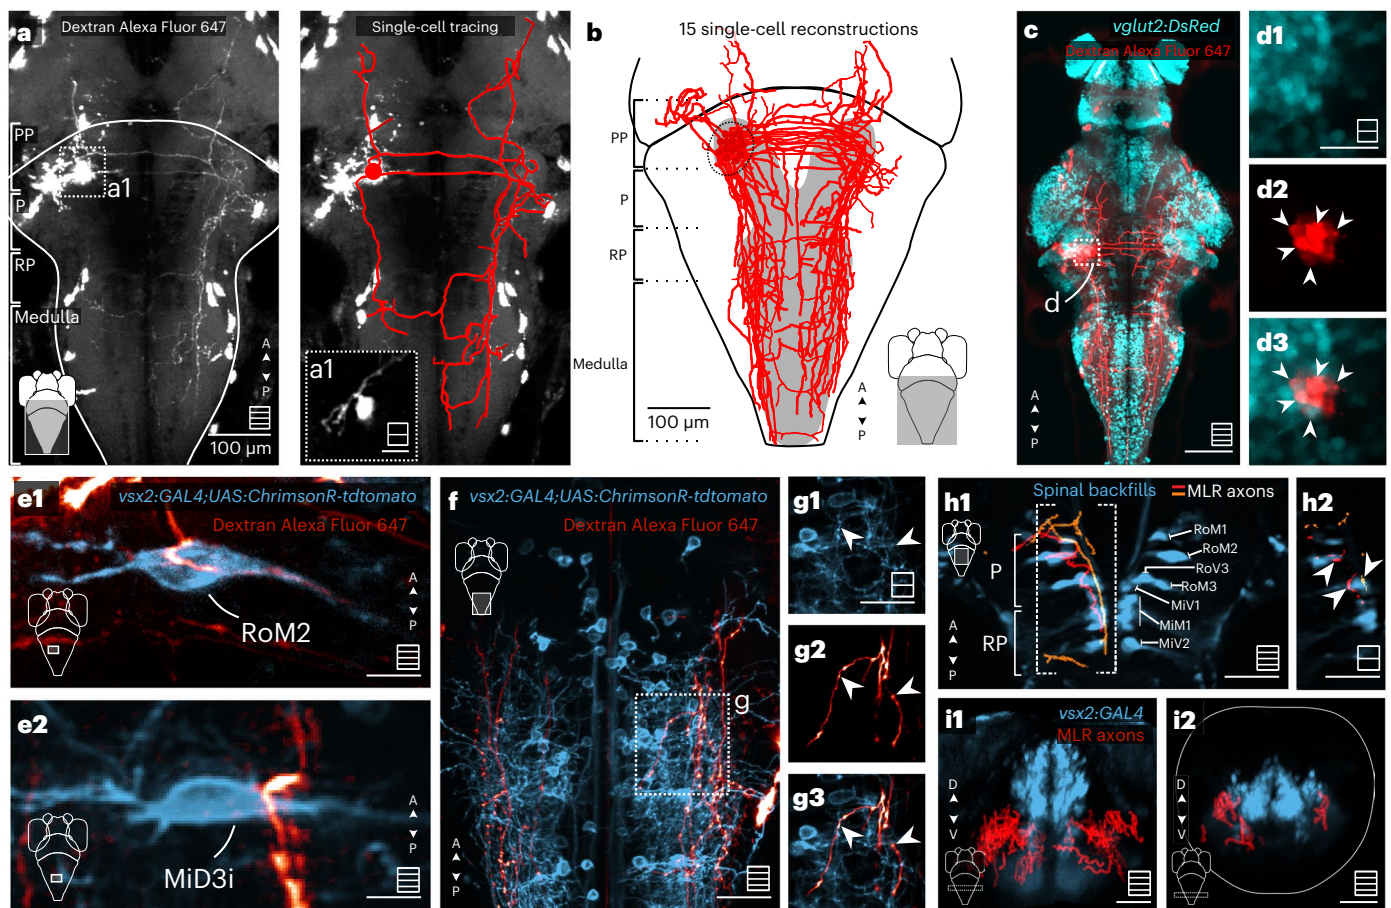 a
Dextran Alexa Fluor 647
PP
P
RP
Medulla
a1
A
P
100 µm
Single-cell tracing
a1
b
15 single-cell reconstructions
PP
P
RP
Medulla
100 µm
A
P
c
vglut2:DsRed
Dextran Alexa Fluor 647
d
A
P
d1
d2
d3
e1
vsx2:GAL4;UAS:ChrimsonR-tdtomato
Dextran Alexa Fluor 647
RoM2
A
P
e2
MiD3i
A
P
f
vsx2:GAL4;UAS:ChrimsonR-tdtomato
Dextran Alexa Fluor 647
g
A
P
g1
g2
g3
h1
Spinal backfills
MLR axons
P
RP
A
P
RoM1
RoM2
RoV3
RoM3
MiV1
MiM1
MiV2
h2
i1
vsx2:GAL4
MLR axons
D
V
i2
D
V